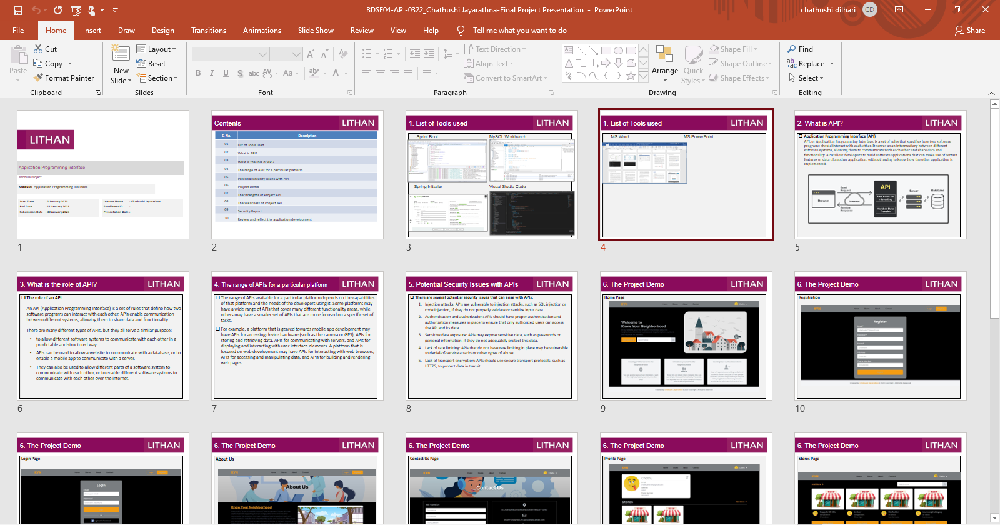 BDSE04-API-0322_Chathushi Jayarathna-Final Project Presentation - PowerPoint
chathushi dilhari CD
File Home Insert Draw Design Transitions Animations Slide Show Review View Help Tell me what you want to do Share
Paste
Cut
Copy
Format Painter
Clipboard
New
Slide
Layout
Reset
Section
Slides
B I U S abc AV Aa
Font
Text Direction
Align Text
Convert to SmartArt
Paragraph
Arrange
Quick
Styles
Shape Fill
Shape Outline
Shape Effects
Drawing
Find
Replace
Select
Editing
LITHAN
Application Programming Interface
Module Project
Module: Application Programming Interface
Start Date : 2 January 2023
End Date : 11 January 2023
Submission Date : 30 January 2023
Learner Name : Chathushi Jayarathna
Enrollment ID :
Presentation Date :
1
Contents LITHAN
S. No. Description
01 List of Tools used
02 What is API?
03 What is the role of API?
04 The range of APIs for a particular platform
05 Potential Security issues with API
06 Project Demo
07 The Strengths of Project API
08 The Weakness of Project API
09 Security Report
10 Review and reflect the application development
2
1. List of Tools used LITHAN
Sprint Boot MySQL Workbench
Spring Initializr Visual Studio Code
3
1. List of Tools used LITHAN
MS Word MS PowerPoint
4
2. What is API? LITHAN
Application Programming Interface (API)
API, or Application Programming Interface, is a set of rules that specifies how two software
programs should interact with each other. It serves as an intermediary between different
software systems, allowing them to communicate with each other and share data and
functionality. APIs allow developers to build software applications that can make use of certain
features or data of another application, without having to know how the other application is
implemented.
Browser
Send
Request
Internet
Receive
Response
API
Sets Rules for
Interacting
Handles Data
Transfer
Server
Database
5
3. What is the role of API? LITHAN
The role of an API
An API (Application Programming Interface) is a set of rules that define how two
software programs can interact with each other. APIs enable communication
between different systems, allowing them to share data and functionality.
There are many different types of APIs, but they all serve a similar purpose:
• to allow different software systems to communicate with each other in a
predictable and structured way.
• APIs can be used to allow a website to communicate with a database, or to
enable a mobile app to communicate with a server.
• They can also be used to allow different parts of a software system to
communicate with each other, or to enable different software systems to
communicate with each other over the internet.
6
4. The range of APIs for a particular platform LITHAN
The range of APIs available for a particular platform depends on the capabilities
of that platform and the needs of the developers using it. Some platforms may
have a wide range of APIs that cover many different functionality areas, while
others may have a smaller set of APIs that are more focused on a specific set of
tasks.
For example, a platform that is geared towards mobile app development may
have APIs for accessing device hardware (such as the camera or GPS), APIs for
storing and retrieving data, APIs for communicating with servers, and APIs for
displaying and interacting with user interface elements. A platform that is
focused on web development may have APIs for interacting with web browsers,
APIs for accessing and manipulating data, and APIs for building and rendering
web pages.
7
5. Potential Security Issues with APIs LITHAN
There are several potential security issues that can arise with APIs:
1. Injection attacks: APIs are vulnerable to injection attacks, such as SQL injection or
code injection, if they do not properly validate or sanitize input data.
2. Authentication and authorization: APIs should have proper authentication and
authorization measures in place to ensure that only authorized users can access
the API and its data.
3. Sensitive data exposure: APIs may expose sensitive data, such as passwords or
personal information, if they do not adequately protect this data.
4. Lack of rate limiting: APIs that do not have rate limiting in place may be vulnerable
to denial-of-service attacks or other types of abuse.
5. Lack of transport encryption: APIs should use secure transport protocols, such as
HTTPS, to protect data in transit.
8
6. The Project Demo LITHAN
Home Page
KYN
Welcome to
Know Your Neighborhood
9
6. The Project Demo LITHAN
Registration
KYN
Register
10
6. The Project Demo LITHAN
Login Page
KYN
Login
6. The Project Demo LITHAN
About Us
KYN
About Us
Know Your Neighborhood
6. The Project Demo LITHAN
Contact Us Page
KYN
Contact Us
Ask Question
6. The Project Demo LITHAN
Profile Page
KYN
Chathu
Stores
6. The Project Demo LITHAN
Stores Page
KYN